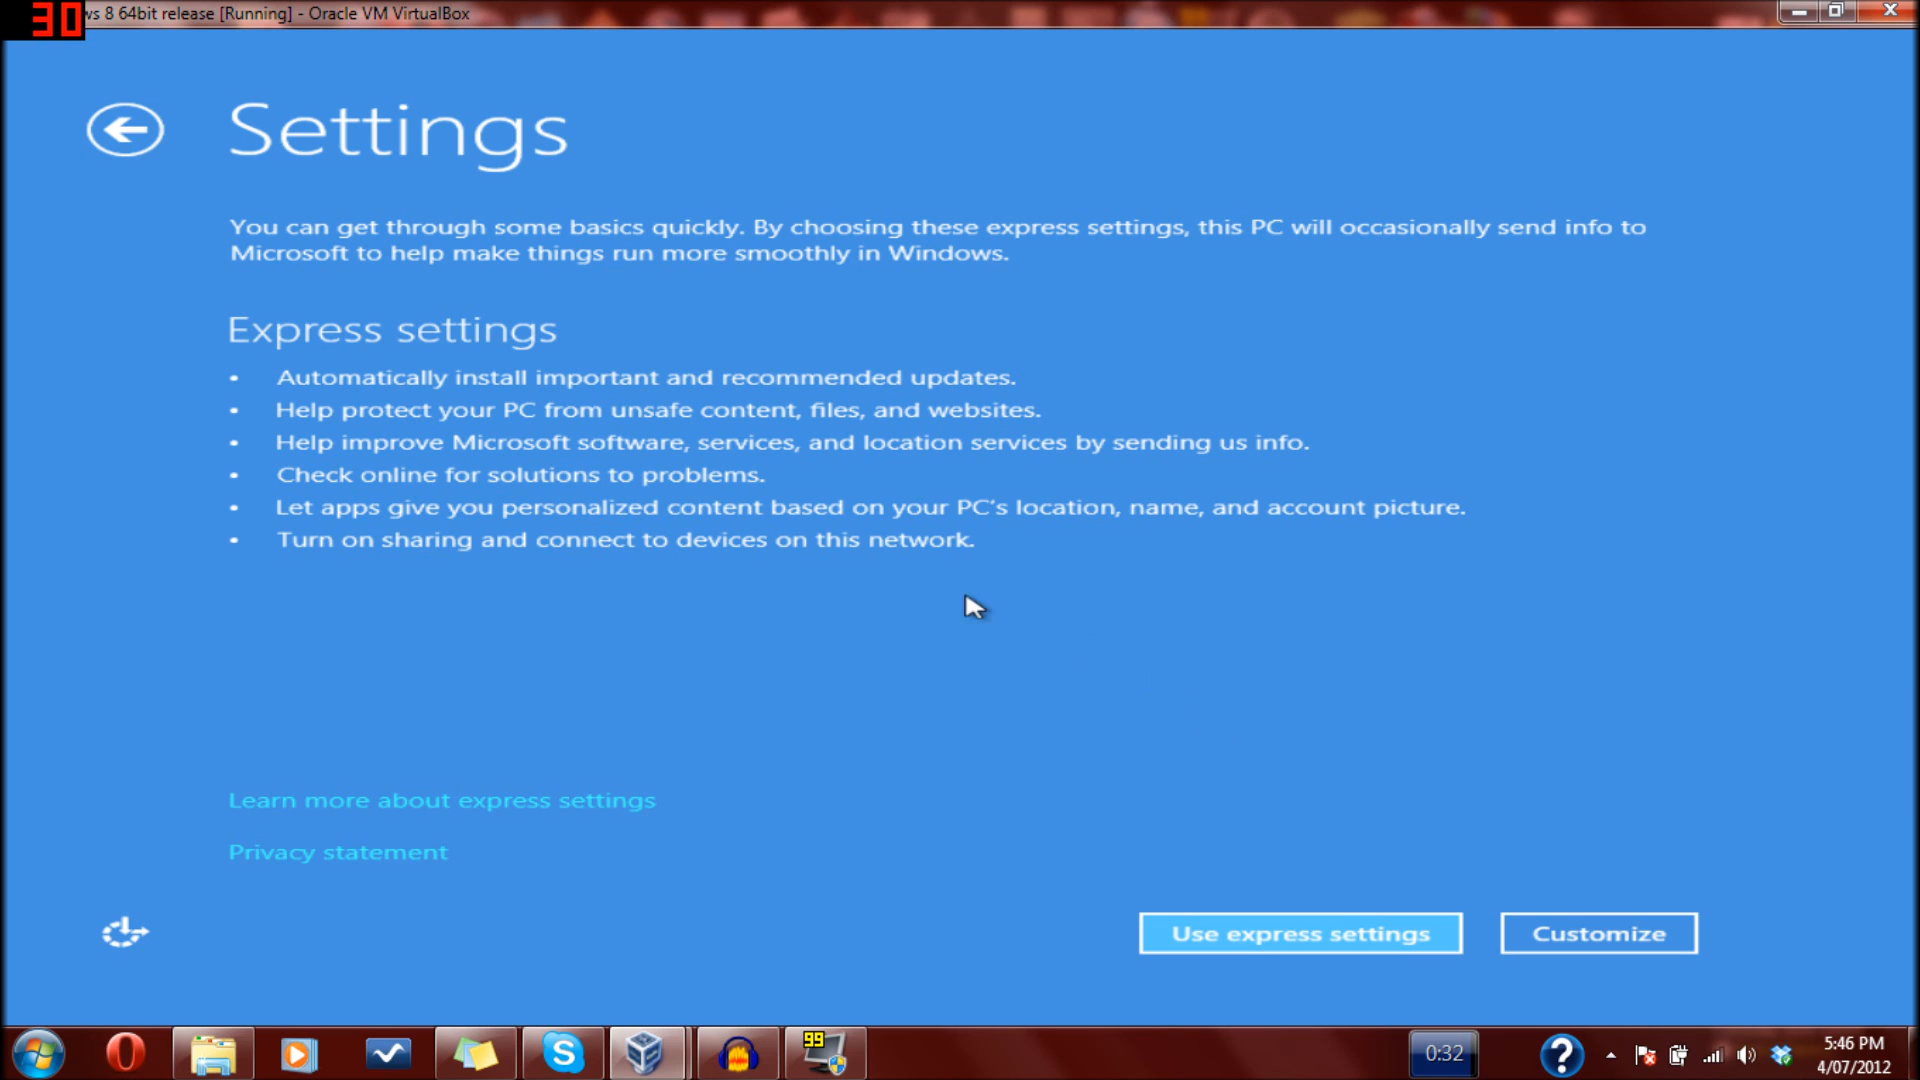 30
ws 8 64bit release [Running] - Oracle VM VirtualBox
Settings
You can get through some basics quickly. By choosing these express settings, this PC will occasionally send info to
Microsoft to help make things run more smoothly in Windows.
Express settings
• Automatically install important and recommended updates.
• Help protect your PC from unsafe content, files, and websites.
• Help improve Microsoft software, services, and location services by sending us info.
• Check online for solutions to problems.
• Let apps give you personalized content based on your PC's location, name, and account picture.
• Turn on sharing and connect to devices on this network.
Learn more about express settings
Privacy statement
Use express settings
Customize
99
0:32
5:46 PM
4/07/2012